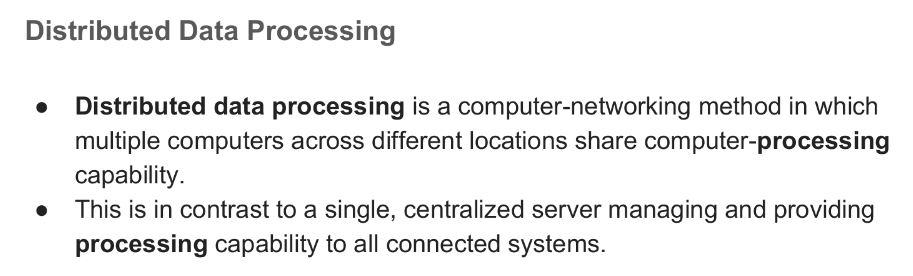 Distributed Data Processing
● Distributed data processing is a computer-networking method in which
multiple computers across different locations share computer-processing
capability.
● This is in contrast to a single, centralized server managing and providing
processing capability to all connected systems.